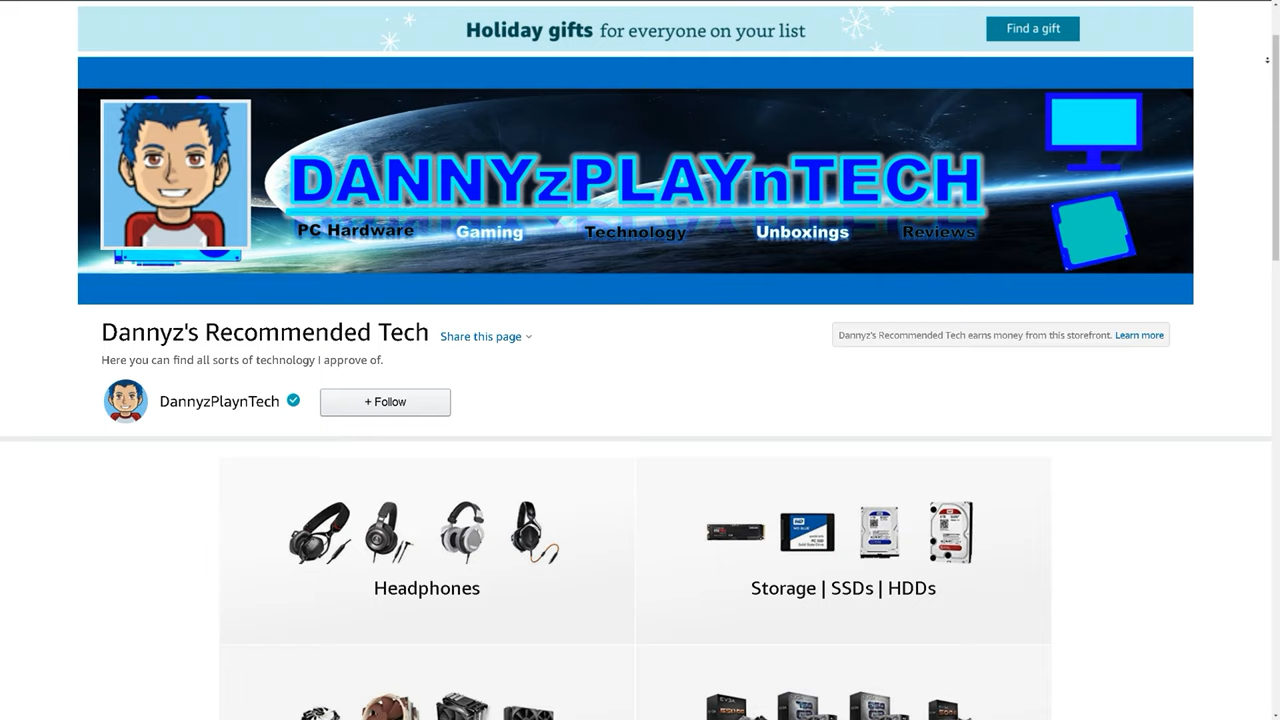 Holiday gifts for everyone on your list
Find a gift
DANNYzPLAYnTECH
PC Hardware Gaming Technology Unboxings Reviews
Dannyz's Recommended Tech Share this page
Dannyz's Recommended Tech earns money from this storefront. Learn more
Here you can find all sorts of technology I approve of.
DannyzPlaynTech
+ Follow
Headphones
Storage | SSDs | HDDs
EVGA